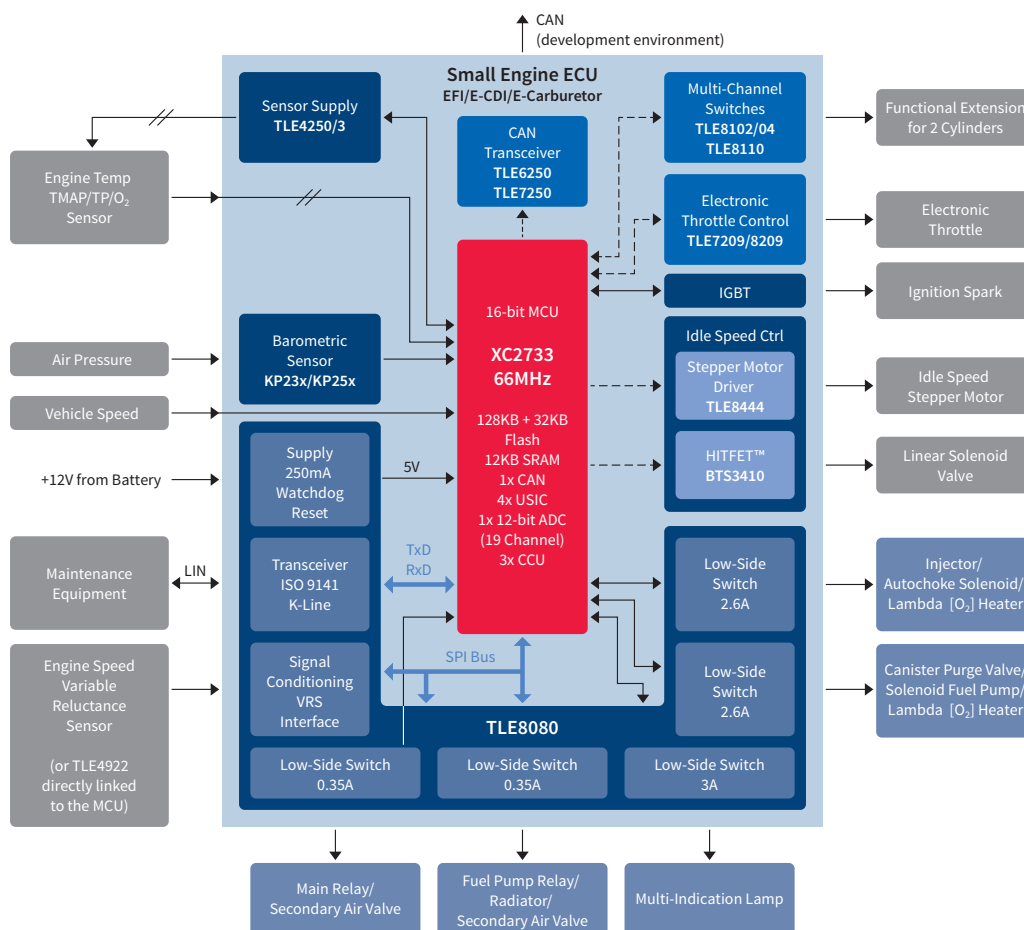 CAN
(development environment)
Small Engine ECU
EFI/E-CDI/E-Carburetor
Sensor Supply
TLE4250/3
CAN
Transceiver
TLE6250
TLE7250
Multi-Channel
Switches
TLE8102/04
TLE8110
Functional Extension
for 2 Cylinders
Engine Temp
TMAP/TP/O₂
Sensor
Electronic
Throttle Control
TLE7209/8209
Electronic
Throttle
IGBT
Ignition Spark
16-bit MCU
XC2733
66MHz
128KB + 32KB
Flash
12KB SRAM
1x CAN
4x USIC
1x 12-bit ADC
(19 Channel)
3x CCU
Air Pressure
Barometric
Sensor
KP23x/KP25x
Idle Speed Ctrl
Stepper Motor
Driver
TLE8444
Idle Speed
Stepper Motor
Vehicle Speed
HITFET™
BTS3410
Linear Solenoid
Valve
+12V from Battery
Supply
250mA
Watchdog
Reset
5V
Maintenance
Equipment
LIN
Transceiver
ISO 9141
K-Line
TxD
RxD
Low-Side
Switch
2.6A
Injector/
Autochoke Solenoid/
Lambda [O₂] Heater
Engine Speed
Variable
Reluctance
Sensor
(or TLE4922
directly linked
to the MCU)
Signal
Conditioning
VRS
Interface
SPI Bus
Low-Side
Switch
2.6A
Canister Purge Valve/
Solenoid Fuel Pump/
Lambda [O₂] Heater
TLE8080
Low-Side Switch
0.35A
Low-Side Switch
0.35A
Low-Side Switch
3A
Main Relay/
Secondary Air Valve
Fuel Pump Relay/
Radiator/
Secondary Air Valve
Multi-Indication Lamp